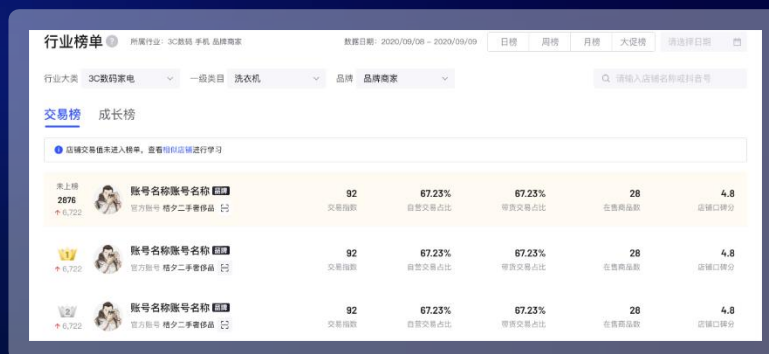 行业榜单 ? 所属行业: 3C数码 手机 品牌商家 数据日期: 2020/09/08 – 2020/09/09 日榜 周榜 月榜 大促榜 请选择日期
行业大类 3C数码家电 一级类目 洗衣机 品牌 品牌商家 请输入店铺名称或抖音号
交易榜 成长榜
店铺交易值未进入榜单，查看相似店铺进行学习
未上榜
2876
6,722
账号名称账号名称 品牌
官方账号 桔夕二手奢侈品
92 67.23% 67.23% 28 4.8
交易指数 自营交易占比 带货交易占比 在售商品数 店铺口碑分
1
6,722
账号名称账号名称 品牌
官方账号 桔夕二手奢侈品
92 67.23% 67.23% 28 4.8
交易指数 自营交易占比 带货交易占比 在售商品数 店铺口碑分
2
6,722
账号名称账号名称 品牌
官方账号 桔夕二手奢侈品
92 67.23% 67.23% 28 4.8
交易指数 自营交易占比 带货交易占比 在售商品数 店铺口碑分